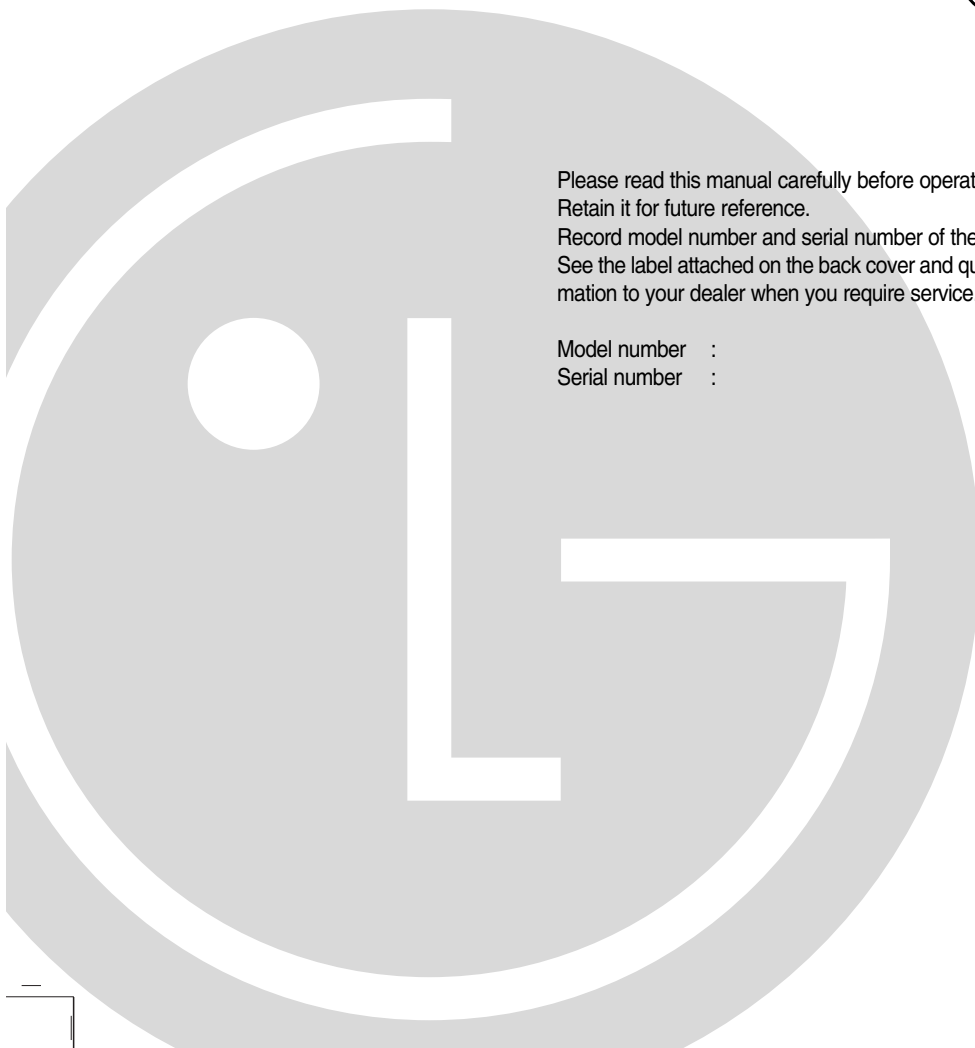 Please read this manual carefully before operat
Retain it for future reference.
Record model number and serial number of the
See the label attached on the back cover and qu
mation to your dealer when you require service
Model number :
Serial number :